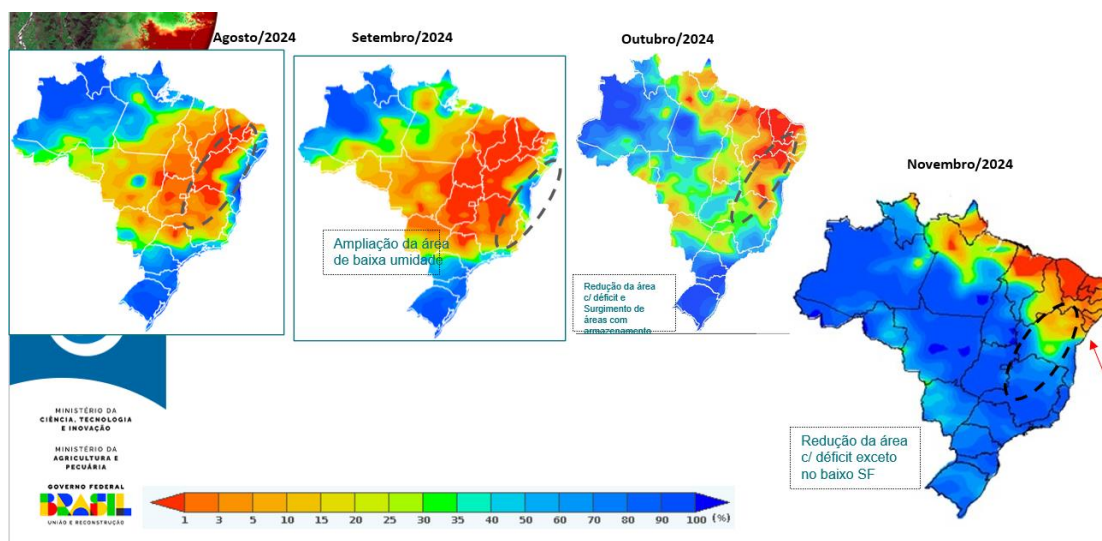 Agosto/2024
Setembro/2024
Outubro/2024
Novembro/2024
Ampliação da área
de baixa umidade
Redução da área
c/ déficit e
Surgimento de
áreas com
armazenamento
Redução da área
c/ déficit exceto
no baixo SF
MINISTÉRIO DA
CIÊNCIA, TECNOLOGIA
E INOVAÇÃO
MINISTÉRIO DA
AGRICULTURA E
PECUÁRIA
GOVERNO FEDERAL
BRASIL
UNIÃO E RECONSTRUÇÃO
1 3 5 10 15 20 25 30 35 40 50 60 70 80 90 100 (%)